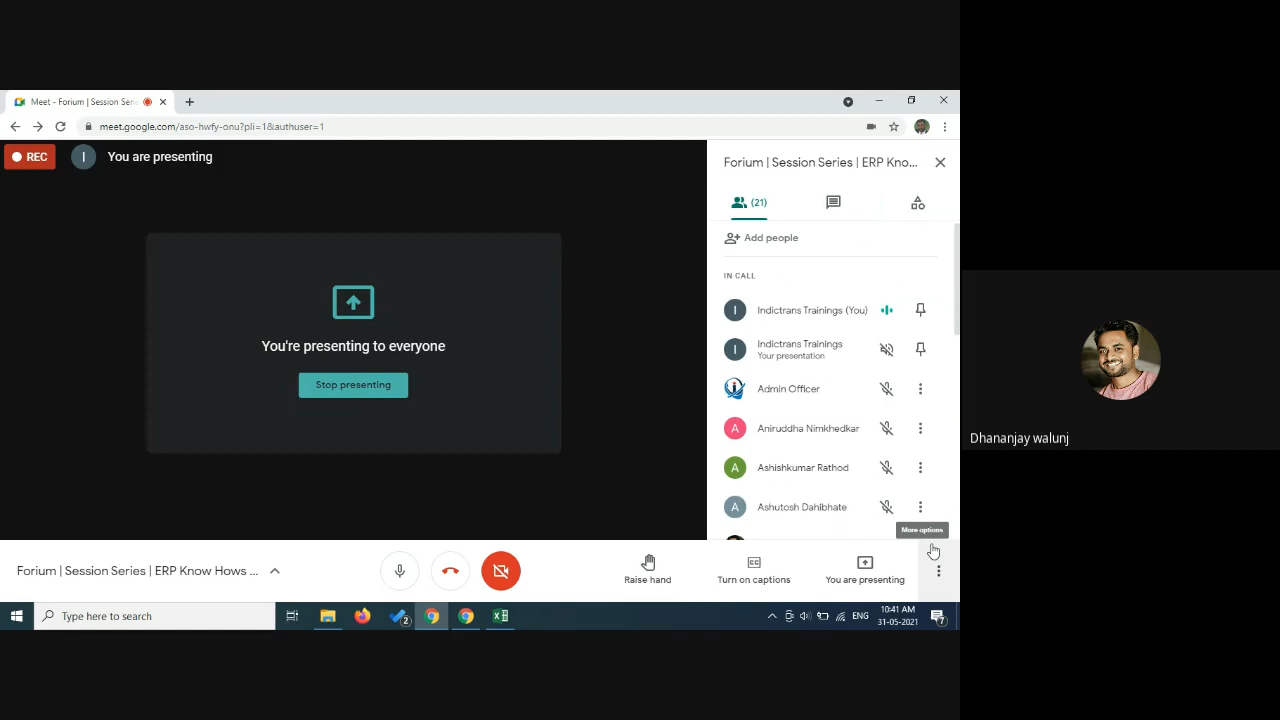 Meet - Forium | Session Seri
meet.google.com/aso-hwfy-onu?pli=1&authuser=1
REC
I
You are presenting
You're presenting to everyone
Stop presenting
Forium | Session Series | ERP Kno...
(21)
Add people
IN CALL
I
Indictrans Trainings (You)
I
Indictrans Trainings
Your presentation
Admin Officer
A
Aniruddha Nimkhedkar
A
Ashishkumar Rathod
A
Ashutosh Dahibhate
More options
Forium | Session Series | ERP Know Hows ...
Raise hand
CC
Turn on captions
You are presenting
Type here to search
2
ENG
10:41 AM
31-05-2021
7
Dhananjay walunj